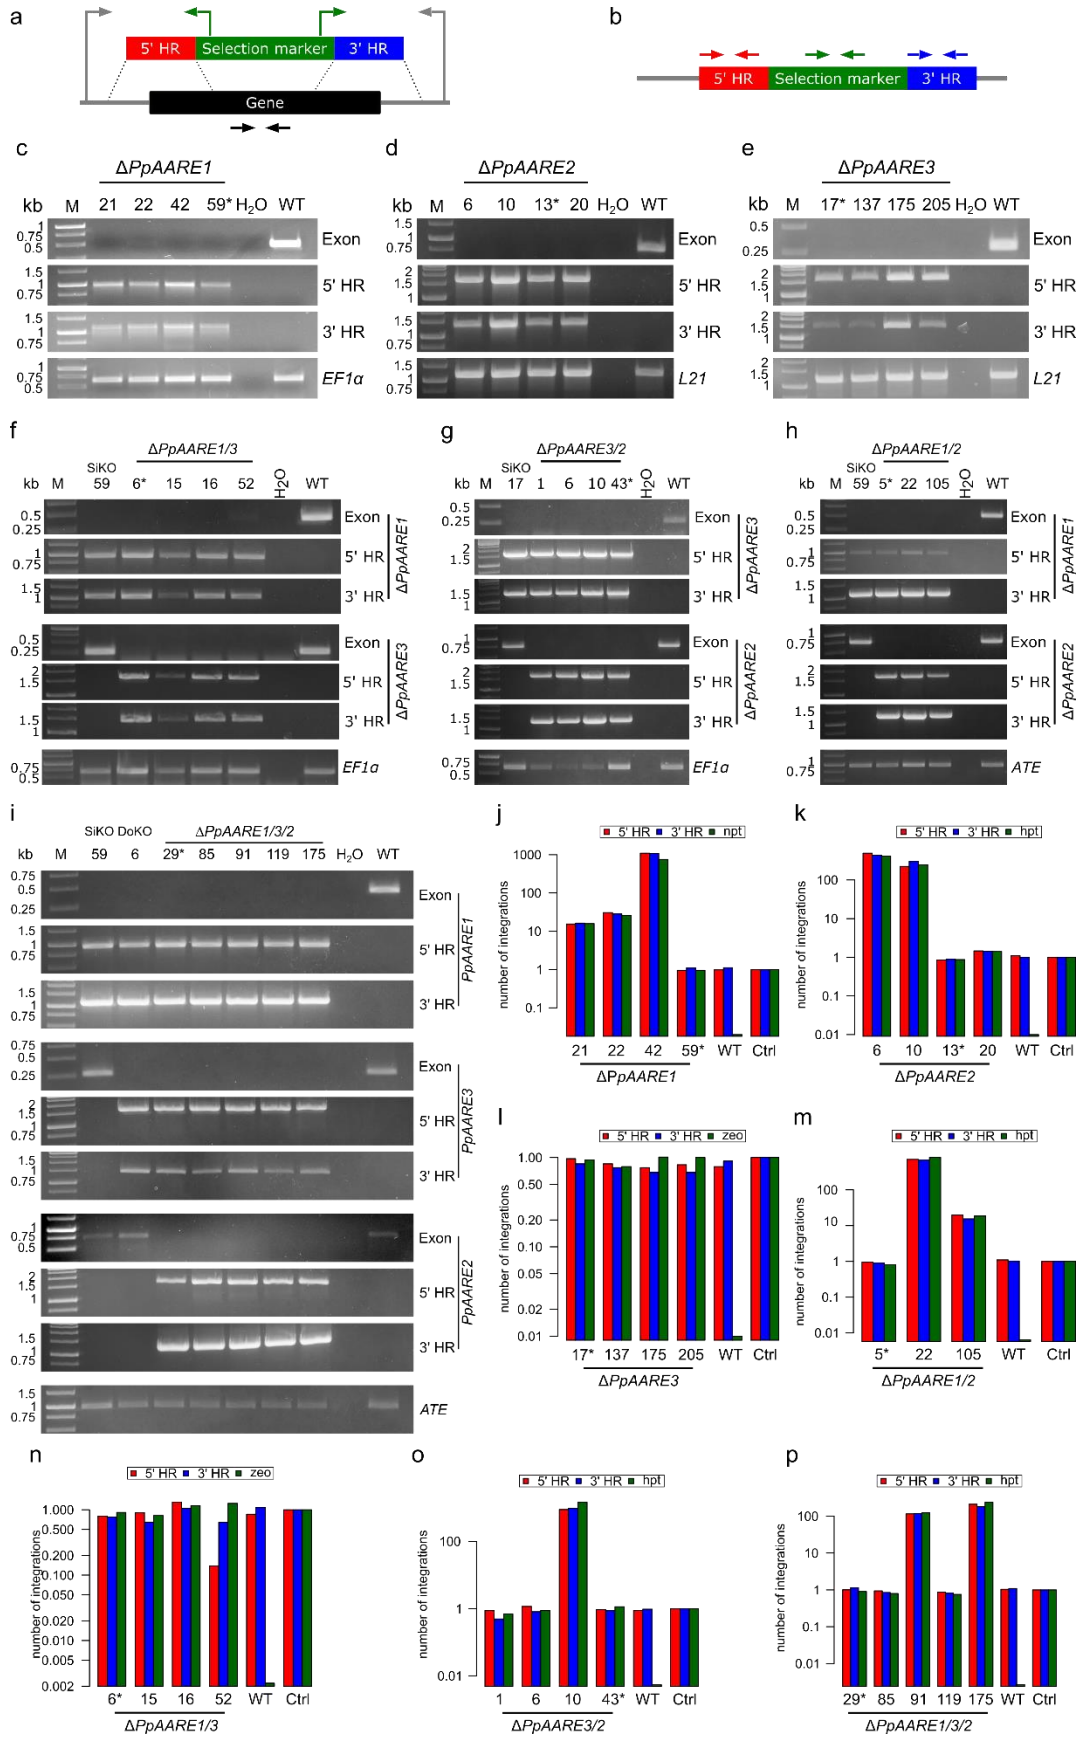 a
5' HR Selection marker 3' HR
Gene
b
5' HR Selection marker 3' HR
c
ΔPpAARE1
kb M 21 22 42 59* H₂O WT
1
0.75
0.5
Exon
1.5
1
0.75
5' HR
1.5
1
0.75
3' HR
1
0.75
0.5
EF1α
d
ΔPpAARE2
kb M 6 10 13* 20 H₂O WT
1
0.75
Exon
2
1.5
1
5' HR
1.5
1
0.75
3' HR
1.5
1
0.75
L21
e
ΔPpAARE3
kb M 17* 137 175 205 H₂O WT
0.5
0.25
Exon
2
1.5
1
5' HR
2
1.5
1
3' HR
2
1.5
1
L21
f
ΔPpAARE1/3
SiKO
kb M 59 6* 15 16 52 H₂O WT
0.5
0.25
Exon
1
0.75
5' HR
1.5
1
3' HR
ΔPpAARE1
0.5
0.25
Exon
2
1.5
5' HR
1.5
1
3' HR
ΔPpAARE3
0.75
0.5
EF1α
g
ΔPpAARE3/2
SiKO
kb M 17 1 6 10 43* H₂O WT
0.5
0.25
Exon
2
1.5
5' HR
1.5
1
3' HR
ΔPpAARE3
1
0.75
Exon
2
1.5
5' HR
1.5
1
3' HR
ΔPpAARE2
0.75
0.5
EF1α
h
ΔPpAARE1/2
SiKO
kb M 59 5* 22 105 H₂O WT
0.5
0.25
Exon
1
0.75
5' HR
1.5
1
3' HR
ΔPpAARE1
1
0.75
Exon
2
1.5
5' HR
1.5
1
3' HR
ΔPpAARE2
1
0.75
ATE
i
SiKO DoKO ΔPpAARE1/3/2
kb M 59 6 29* 85 91 119 175 H₂O WT
0.75
0.5
0.25
Exon
1.5
1
0.75
5' HR
1.5
1
0.75
3' HR
PpAARE1
0.75
0.5
0.25
Exon
2
1.5
1
0.75
5' HR
1.5
1
0.75
3' HR
PpAARE3
1
0.75
0.5
Exon
2
1.5
1
5' HR
1.5
1
0.75
3' HR
PpAARE2
1.5
1
0.75
ATE
j
5' HR 3' HR npt
number of integrations
1000
100
10
1
0.1
21 22 42 59* WT Ctrl
ΔPpAARE1
k
5' HR 3' HR hpt
number of integrations
100
10
1
0.1
0.01
6 10 13* 20 WT Ctrl
ΔPpAARE2
l
5' HR 3' HR zeo
number of integrations
1.00
0.50
0.20
0.10
0.05
0.02
0.01
17* 137 175 205 WT Ctrl
ΔPpAARE3
m
5' HR 3' HR hpt
number of integrations
100
10
1
0.1
0.01
5* 22 105 WT Ctrl
ΔPpAARE1/2
n
5' HR 3' HR zeo
number of integrations
1.000
0.500
0.200
0.100
0.050
0.020
0.010
0.005
0.002
6* 15 16 52 WT Ctrl
ΔPpAARE1/3
o
5' HR 3' HR hpt
number of integrations
100
1
0.01
1 6 10 43* WT Ctrl
ΔPpAARE3/2
p
5' HR 3' HR hpt
number of integrations
100
10
1
0.1
0.01
29* 85 91 119 175 WT Ctrl
ΔPpAARE1/3/2